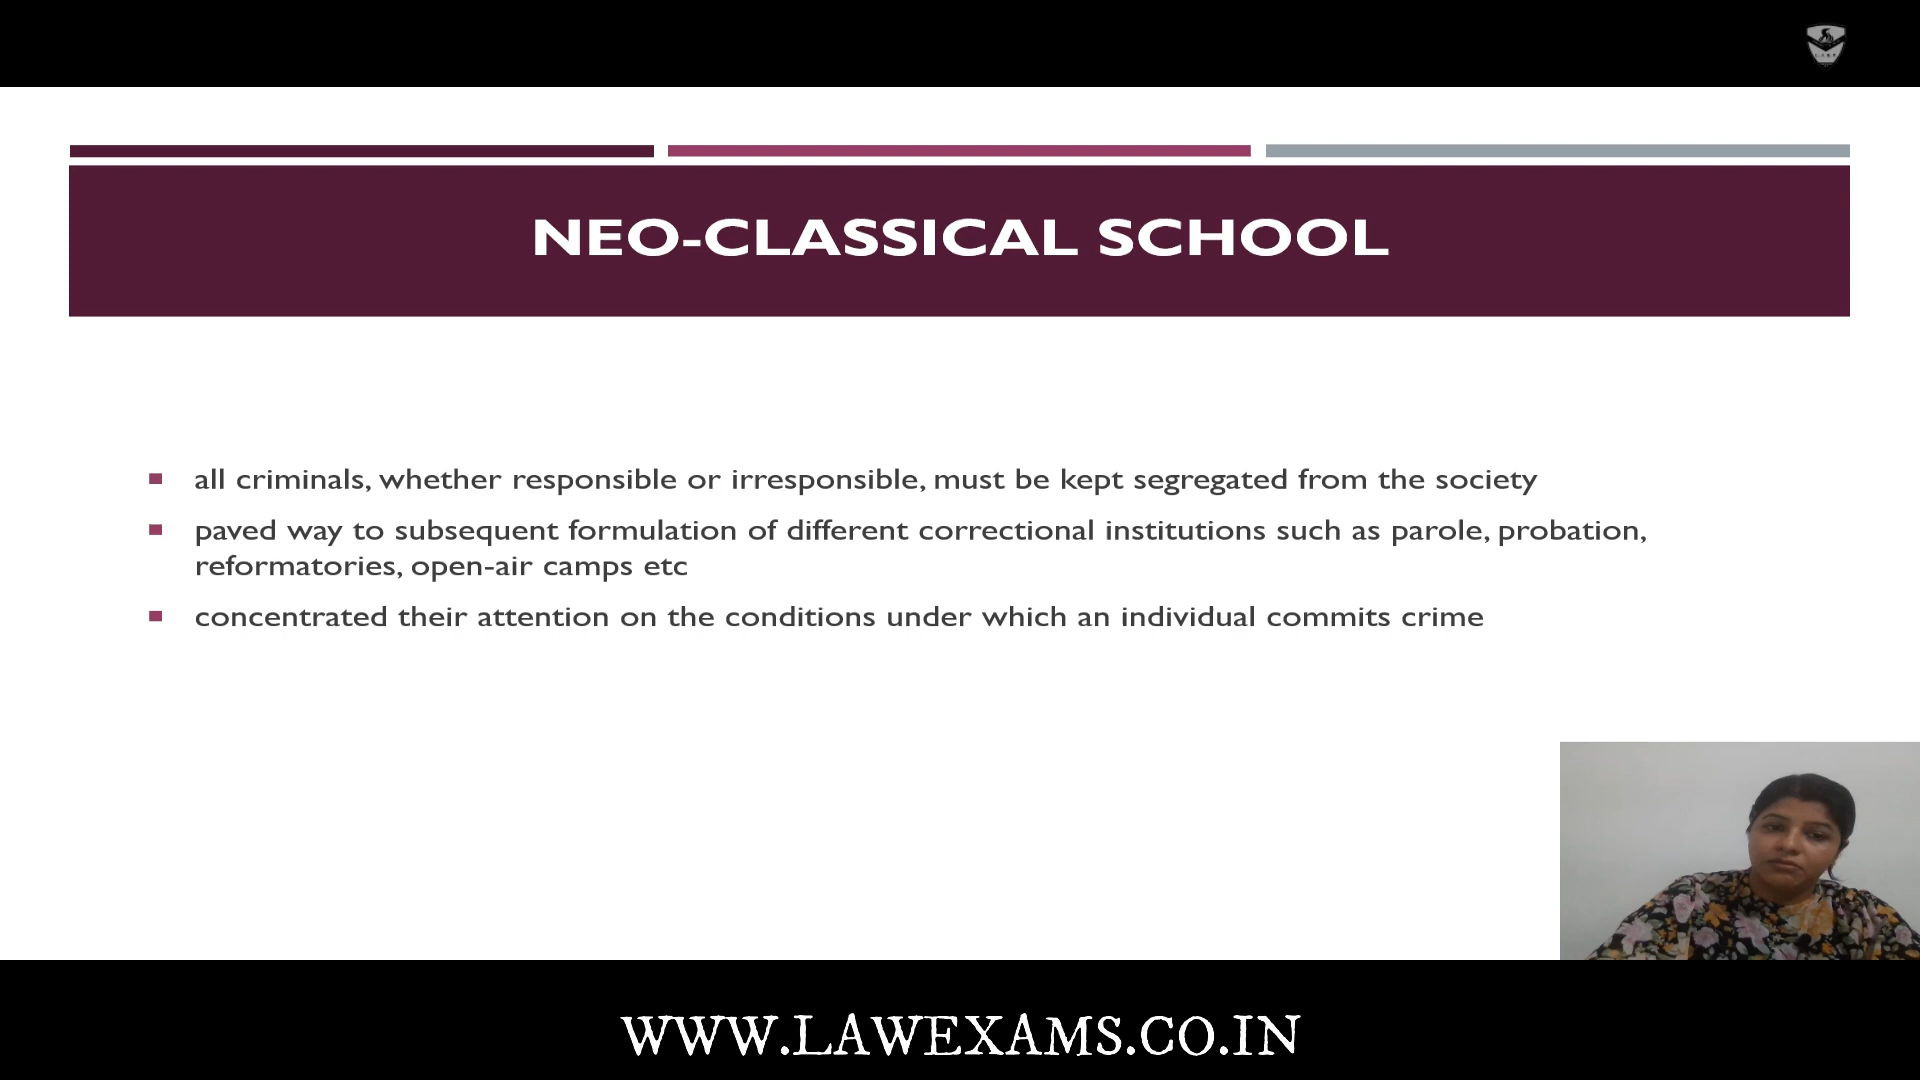 NEO-CLASSICAL SCHOOL
all criminals, whether responsible or irresponsible, must be kept segregated from the society
paved way to subsequent formulation of different correctional institutions such as parole, probation,
reformatories, open-air camps etc
concentrated their attention on the conditions under which an individual commits crime
WWW.LAWEXAMS.CO.IN